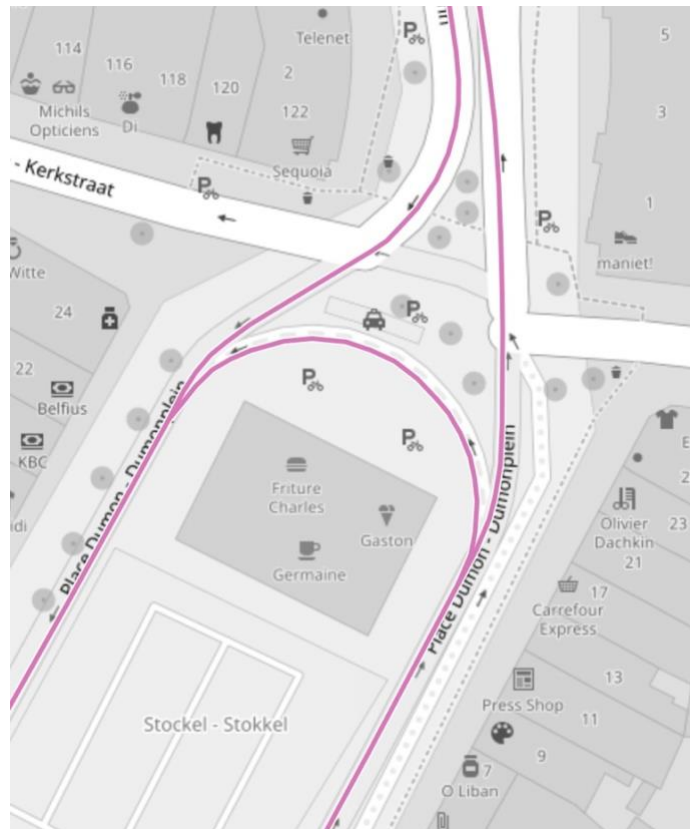 Telenet
5
114
116
118
120
2
122
3
Michils
Opticiens
Di
Sequoia
- Kerkstraat
1
maniet!
Witte
24
22
Belfius
KBC
Place Dumon - Dumonplein
Friture
Charles
Gaston
Germaine
Place Dumon - Dumonplein
E
2
23
Olivier
Dachkin
21
17
Carrefour
Express
13
Press Shop
11
9
7
O Liban
Stockel - Stokkel